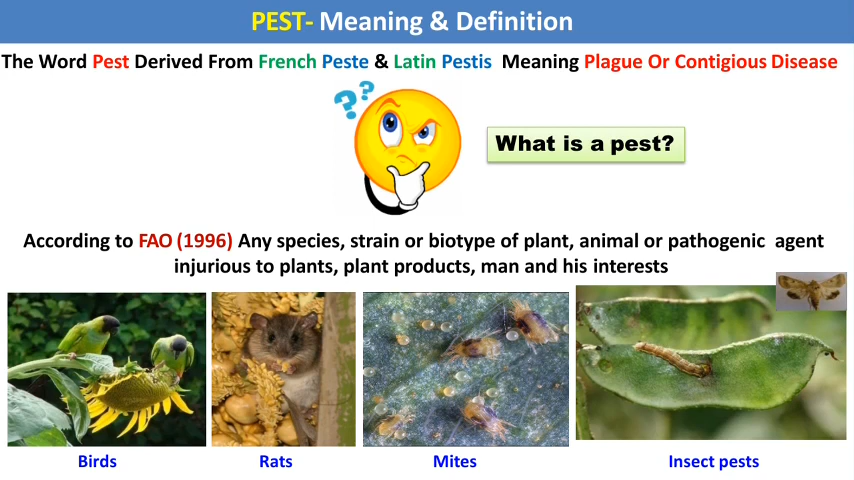 PEST- Meaning & Definition
The Word Pest Derived From French Peste & Latin Pestis Meaning Plague Or Contigious Disease
??
What is a pest?
According to FAO (1996) Any species, strain or biotype of plant, animal or pathogenic agent
injurious to plants, plant products, man and his interests
Birds
Rats
Mites
Insect pests